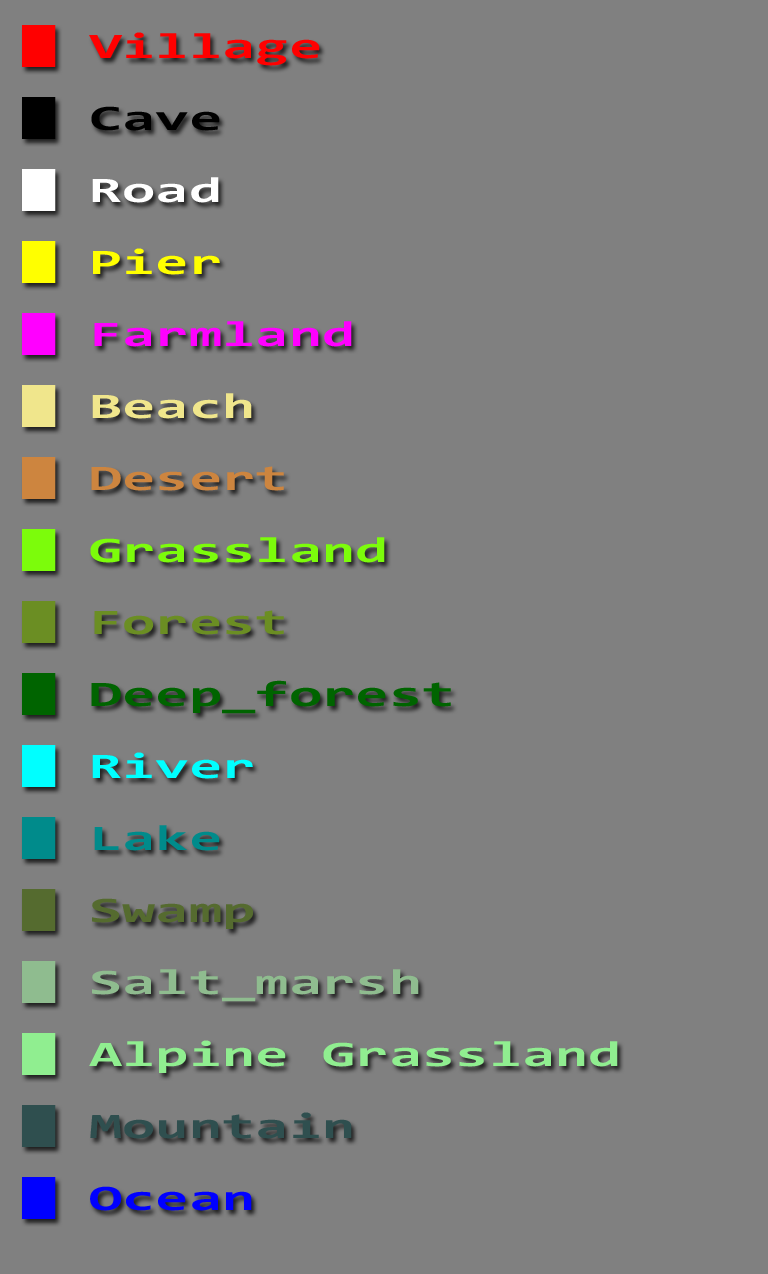 Village
Cave
Road
Pier
Farmland
Beach
Desert
Grassland
Forest
Deep_forest
River
Lake
Swamp
Salt_marsh
Alpine Grassland
Mountain
Ocean